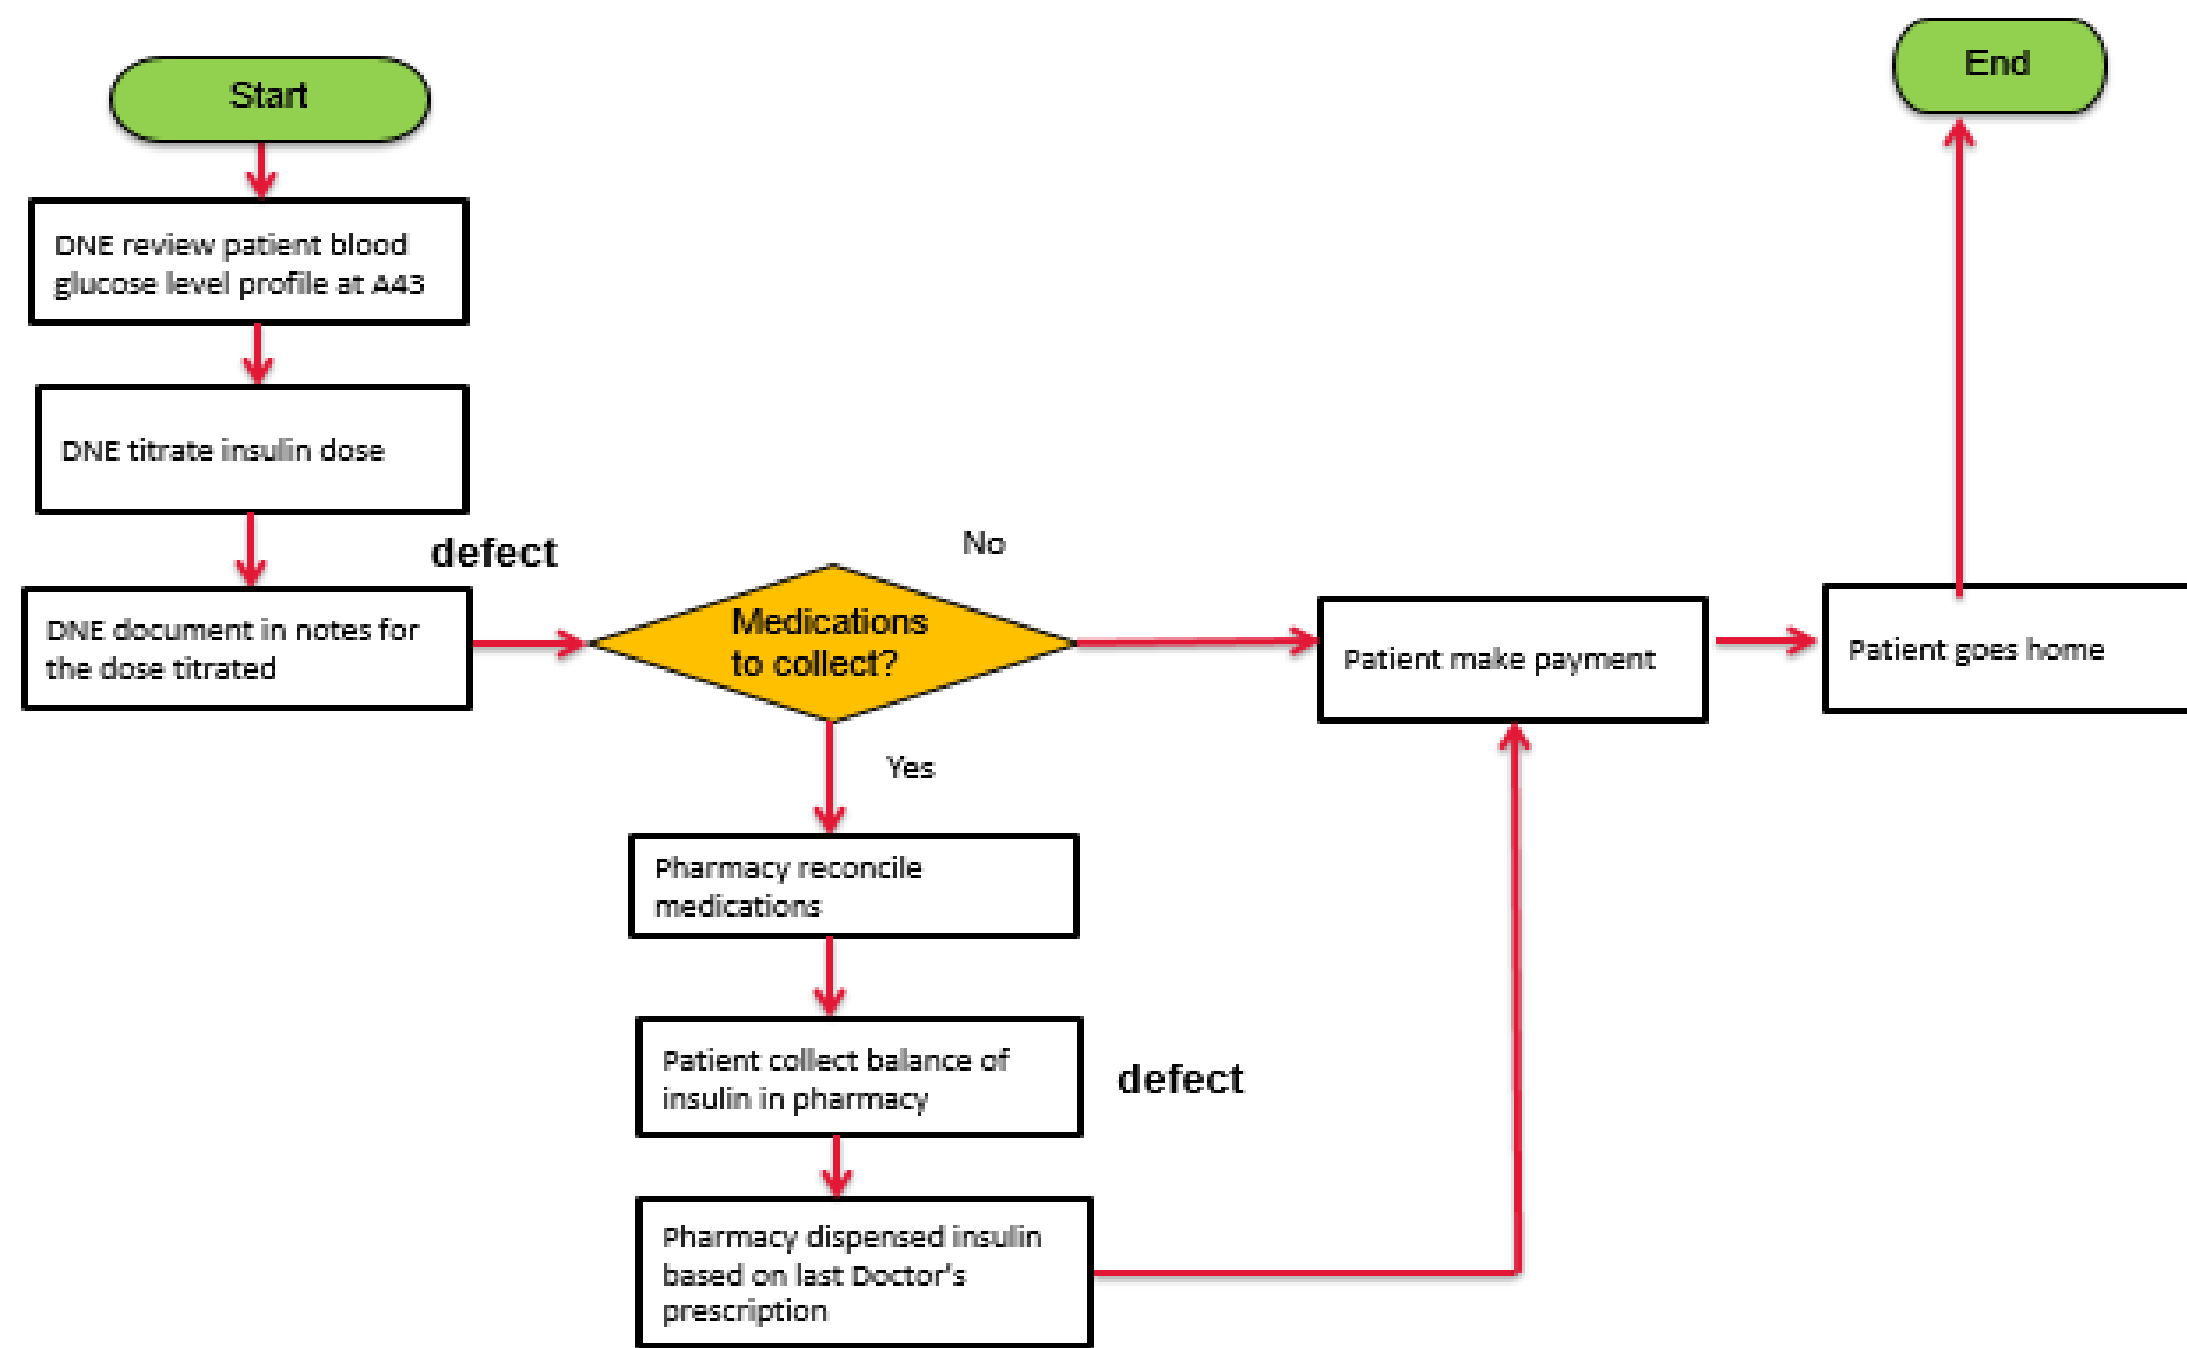 Start
End
DNE review patient blood
glucose level profile at A43
DNE titrate insulin dose
defect
No
DNE document in notes for
the dose titrated
Medications
to collect?
Patient make payment
Patient goes home
Yes
Pharmacy reconcile
medications
Patient collect balance of
insulin in pharmacy
defect
Pharmacy dispensed insulin
based on last Doctor's
prescription